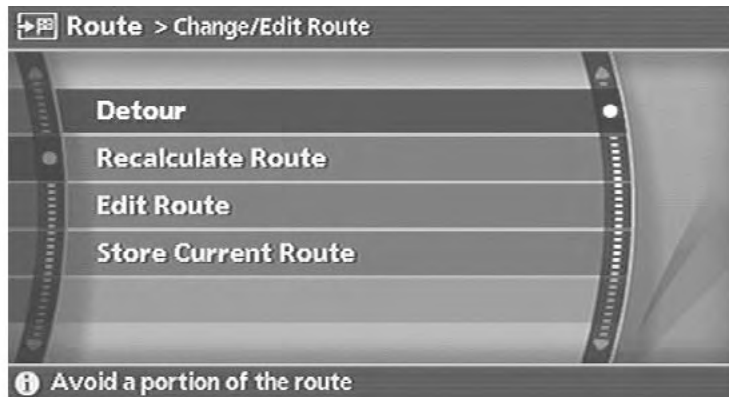 Route > Change/Edit Route
Detour
Recalculate Route
Edit Route
Store Current Route
Avoid a portion of the route